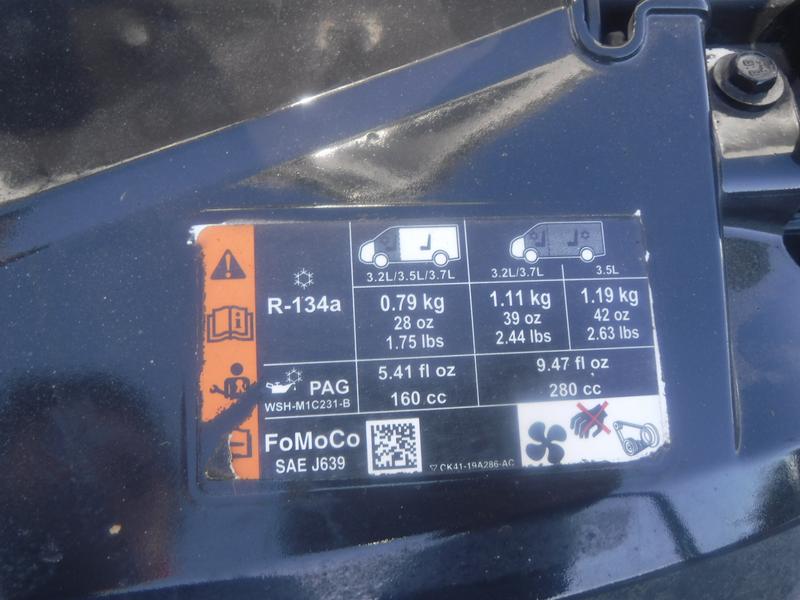 3.2L/3.5L/3.7L
3.2L/3.7L
3.5L
R-134a
0.79 kg
28 oz
1.75 lbs
1.11 kg
39 oz
2.44 lbs
1.19 kg
42 oz
2.63 lbs
PAG
WSH-M1C231-B
5.41 fl oz
160 cc
9.47 fl oz
280 cc
FoMoCo
SAE J639
CK41-19A286-AC